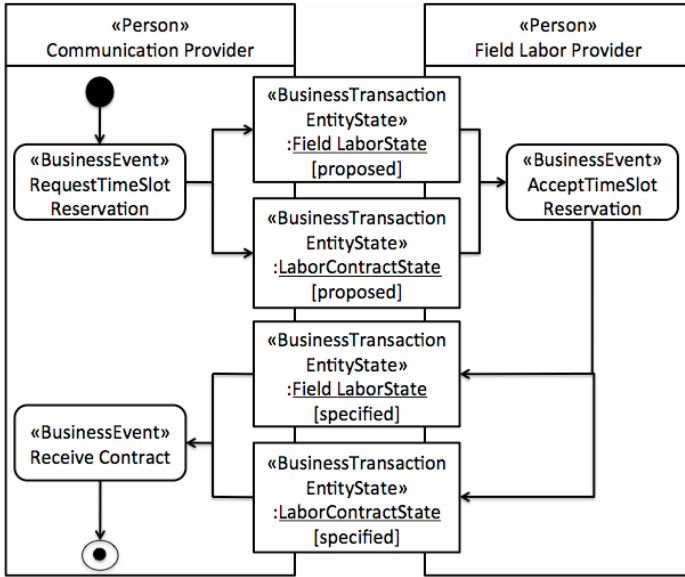 «Person»
Communication Provider
«Person»
Field Labor Provider
«BusinessTransaction
EntityState»
:Field LaborState
[proposed]
«BusinessEvent»
RequestTimeSlot
Reservation
«BusinessEvent»
AcceptTimeSlot
Reservation
«BusinessTransaction
EntityState»
:LaborContractState
[proposed]
«BusinessTransaction
EntityState»
:Field LaborState
[specified]
«BusinessEvent»
Receive Contract
«BusinessTransaction
EntityState»
:LaborContractState
[specified]